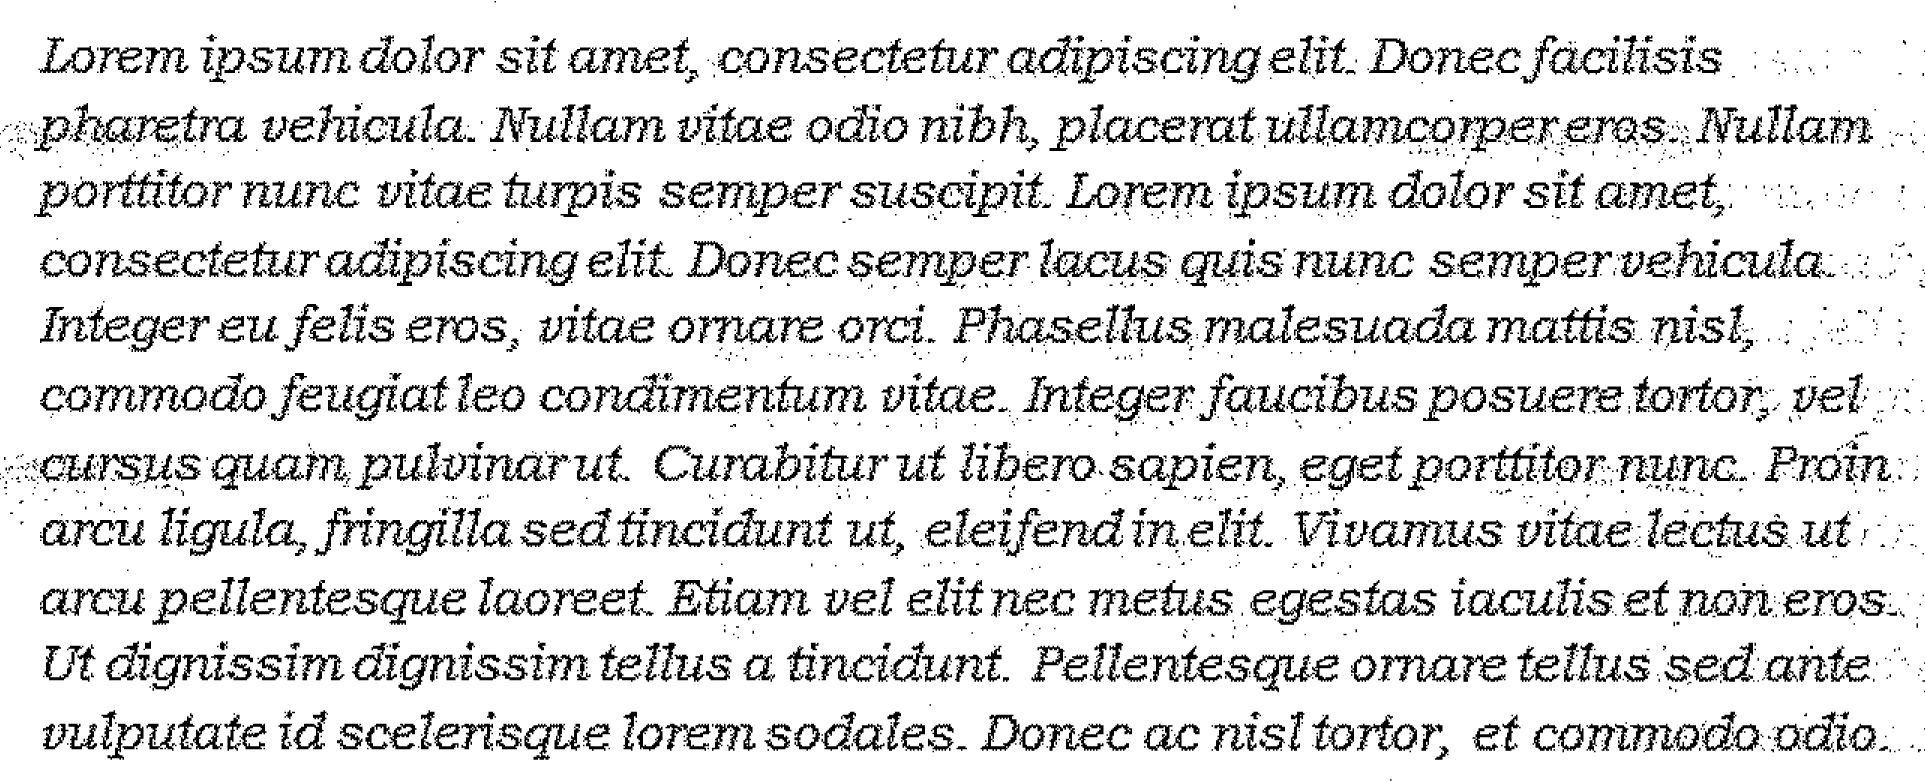 Lorem ipsum dolor sit amet, consectetur adipiscing elit. Donec facilisis
pharetra vehicula. Nullam vitae odio nibh, placerat ullamcorper eros. Nullam
porttitor nunc vitae turpis semper suscipit. Lorem ipsum dolor sit amet,
consectetur adipiscing elit. Donec semper lacus quis nunc semper vehicula.
Integer eu felis eros, vitae ornare orci. Phasellus malesuada mattis nisl,
commodo feugiat leo condimentum vitae. Integer faucibus posuere tortor, vel
cursus quam pulvinar ut. Curabitur ut libero sapien, eget porttitor nunc. Proin
arcu ligula, fringilla sed tincidunt ut, eleifend in elit. Vivamus vitae lectus ut
arcu pellentesque laoreet. Etiam vel elit nec metus egestas iaculis et non eros.
Ut dignissim dignissim tellus a tincidunt. Pellentesque ornare tellus sed ante
vulputate id scelerisque lorem sodales. Donec ac nisl tortor, et commodo odio.